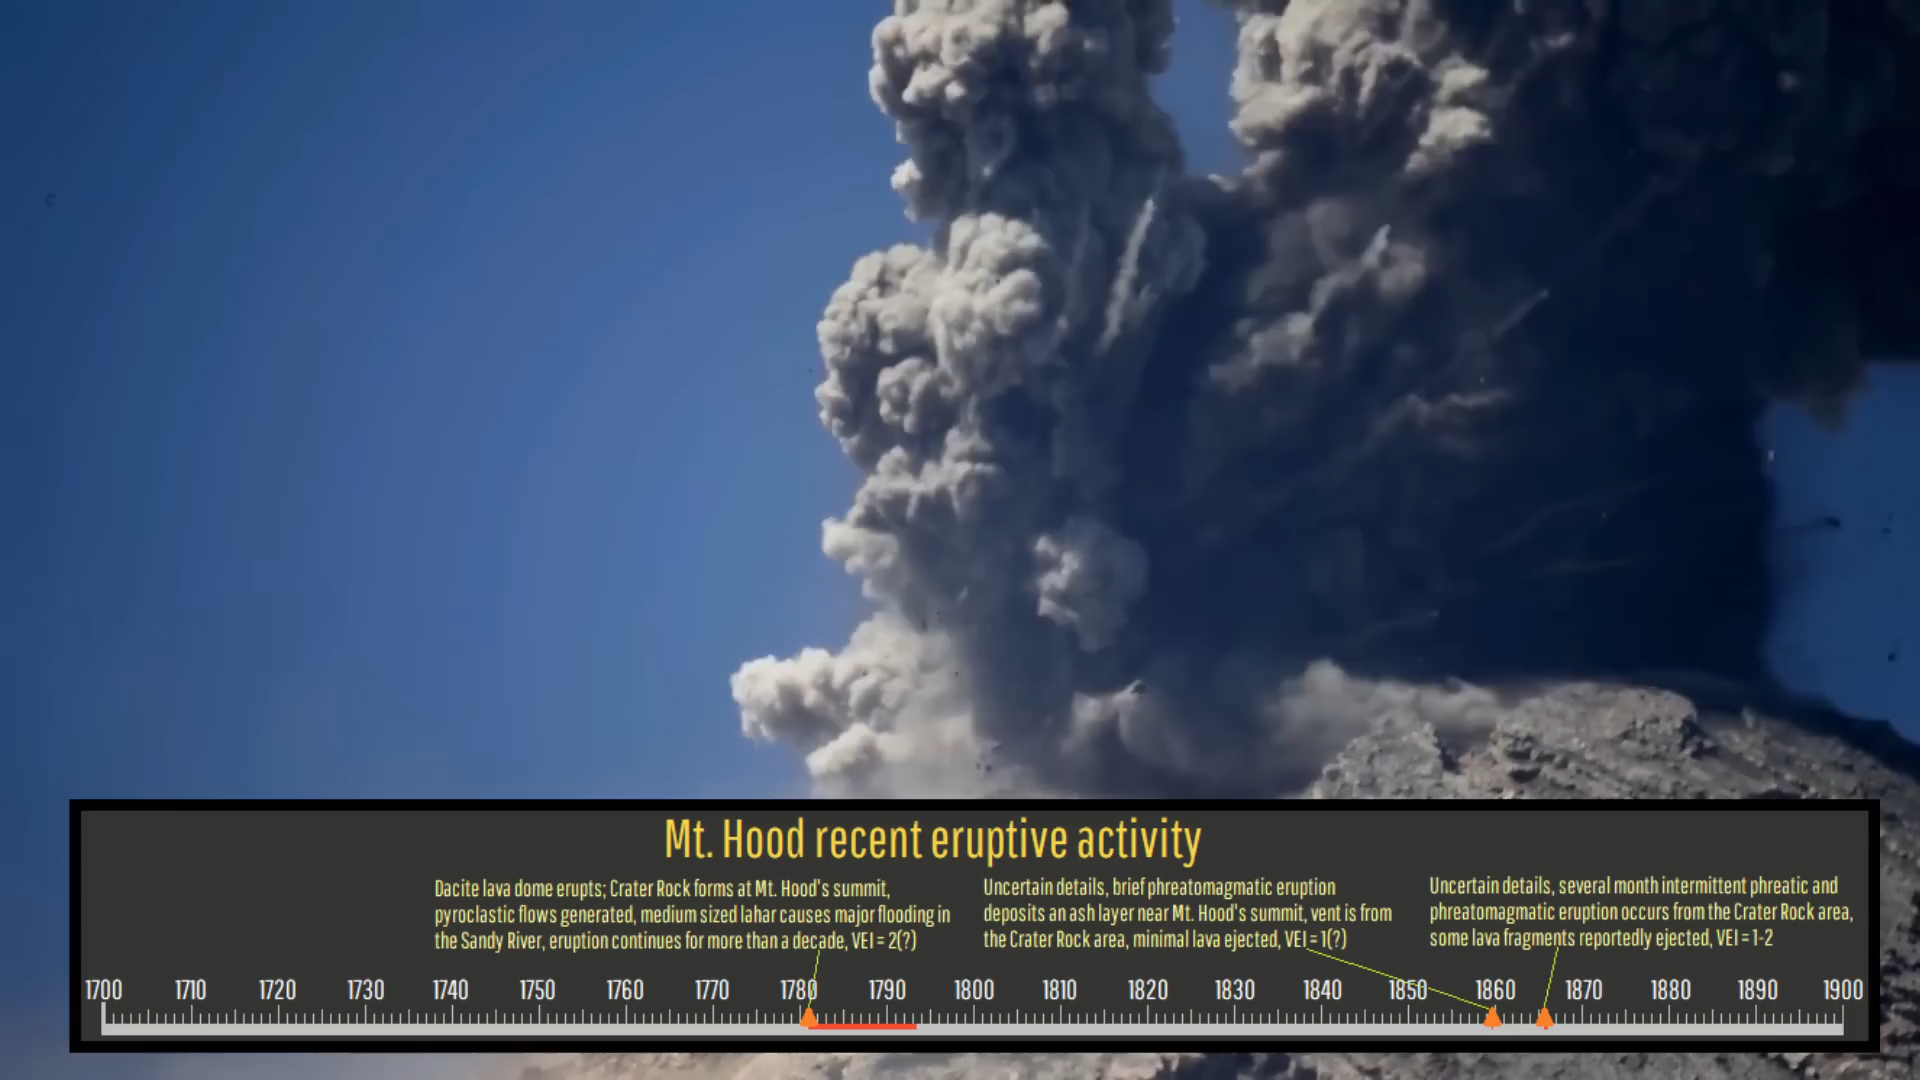 Mt. Hood recent eruptive activity
Dacite lava dome erupts; Crater Rock forms at Mt. Hood's summit,
pyroclastic flows generated, medium sized lahar causes major flooding in
the Sandy River, eruption continues for more than a decade, VEI = 2(?)
Uncertain details, brief phreatomagmatic eruption
deposits an ash layer near Mt. Hood's summit, vent is from
the Crater Rock area, minimal lava ejected, VEI = 1(?)
Uncertain details, several month intermittent phreatic and
phreatomagmatic eruption occurs from the Crater Rock area,
some lava fragments reportedly ejected, VEI = 1-2
1700 1710 1720 1730 1740 1750 1760 1770 1780 1790 1800 1810 1820 1830 1840 1850 1860 1870 1880 1890 1900